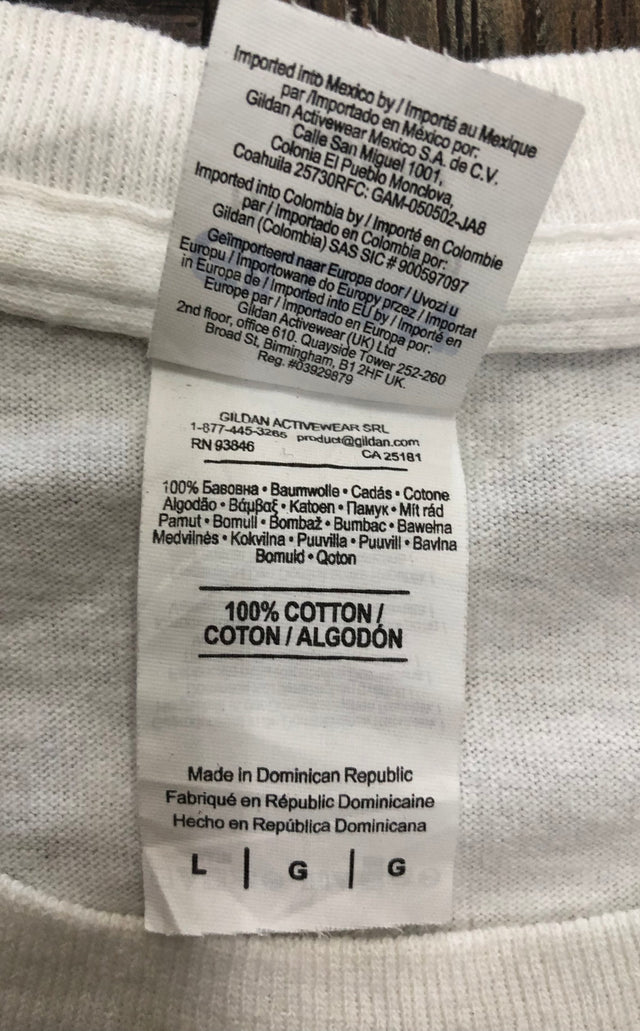 Imported into Mexico by / Importé au Mexique
par /Importado en México por:
Gildan Activewear Mexico S.A. de C.V.
Calle San Miguel 1001,
Colonia El Pueblo Monclova,
Coahuila 25730RFC: GAM-050502-JA8
Imported into Colombia by / Importé en Colombie
par / Importado en Colombia por:
Gildan (Colombia) SAS SIC # 900597097
Geïmporteerd naar Europa door / Uvozi u
Europu / Importowane do Europy przez / Importat
in Europa de / Imported into EU by / Importé en
Europe par / Importado en Europa por:
Gildan Activewear (UK) Ltd
2nd floor, office 610. Quayside Tower 252-260
Broad St, Birmingham, B1 2HF UK.
Reg. #03929879
GILDAN ACTIVEWEAR SRL
1-877-445-3265 product@gildan.com
RN 93846 CA 25181
100% Бавовна • Baumwolle • Cadás • Cotone
Algodão • Βάμβαξ • Katoen • Памук • Mít rád
Pamut • Bomull • Bombaž • Bumbac • Bawełna
Medvilnės • Kokvilna • Puuvilla • Puuvill • Bavlna
Bomuld • Qoton
100% COTTON /
COTON / ALGODÓN
Made in Dominican Republic
Fabriqué en Républic Dominicaine
Hecho en República Dominicana
L | G | G